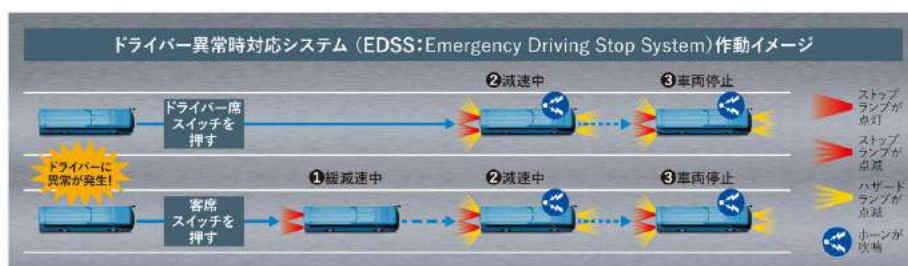 ドライバー異常時対応システム（EDSS：Emergency Driving Stop System）作動イメージ
❷減速中
❸車両停止
ドライバー席
スイッチを
押す
ストップ
ランプが
点灯
ドライバーに
異常が発生！
ストップ
ランプが
点滅
❶緩減速中
❷減速中
❸車両停止
客席
スイッチを
押す
ハザード
ランプが
点滅
ホーンが
吹鳴